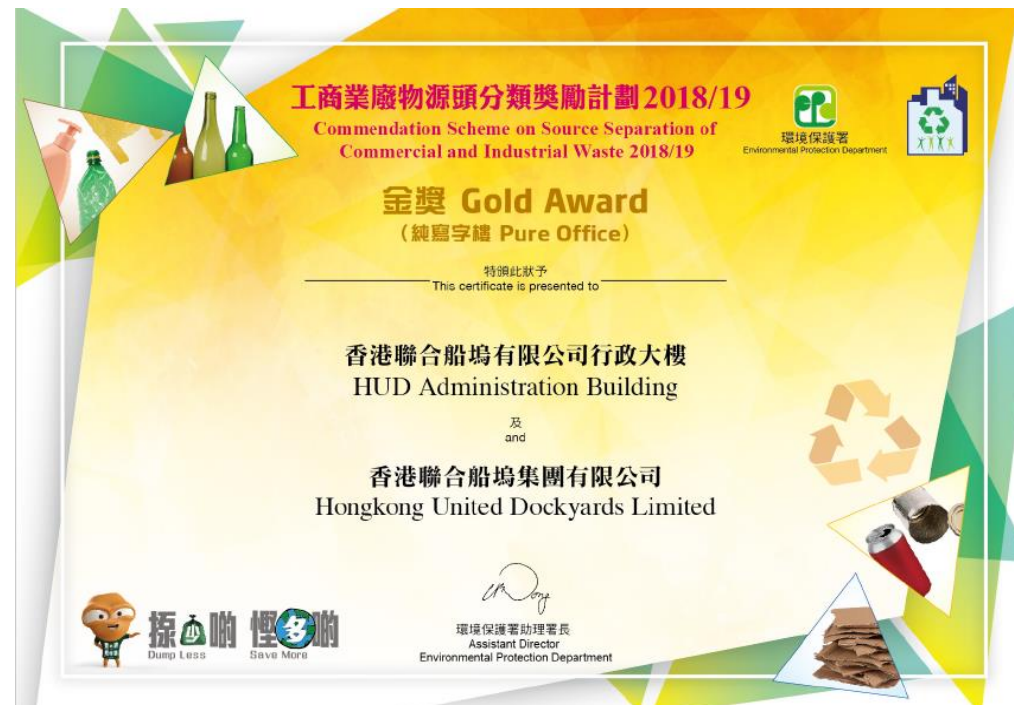 工商業廢物源頭分類獎勵計劃2018/19
Commendation Scheme on Source Separation of
Commercial and Industrial Waste 2018/19
環境保護署
Environmental Protection Department
金獎 Gold Award
(純寫字樓 Pure Office)
特頒此狀予
This certificate is presented to
香港聯合船塢有限公司行政大樓
HUD Administration Building
及
and
香港聯合船塢集團有限公司
Hongkong United Dockyards Limited
環境保護署助理署長
Assistant Director
Environmental Protection Department
揼少啲 慳多啲
Dump Less Save More